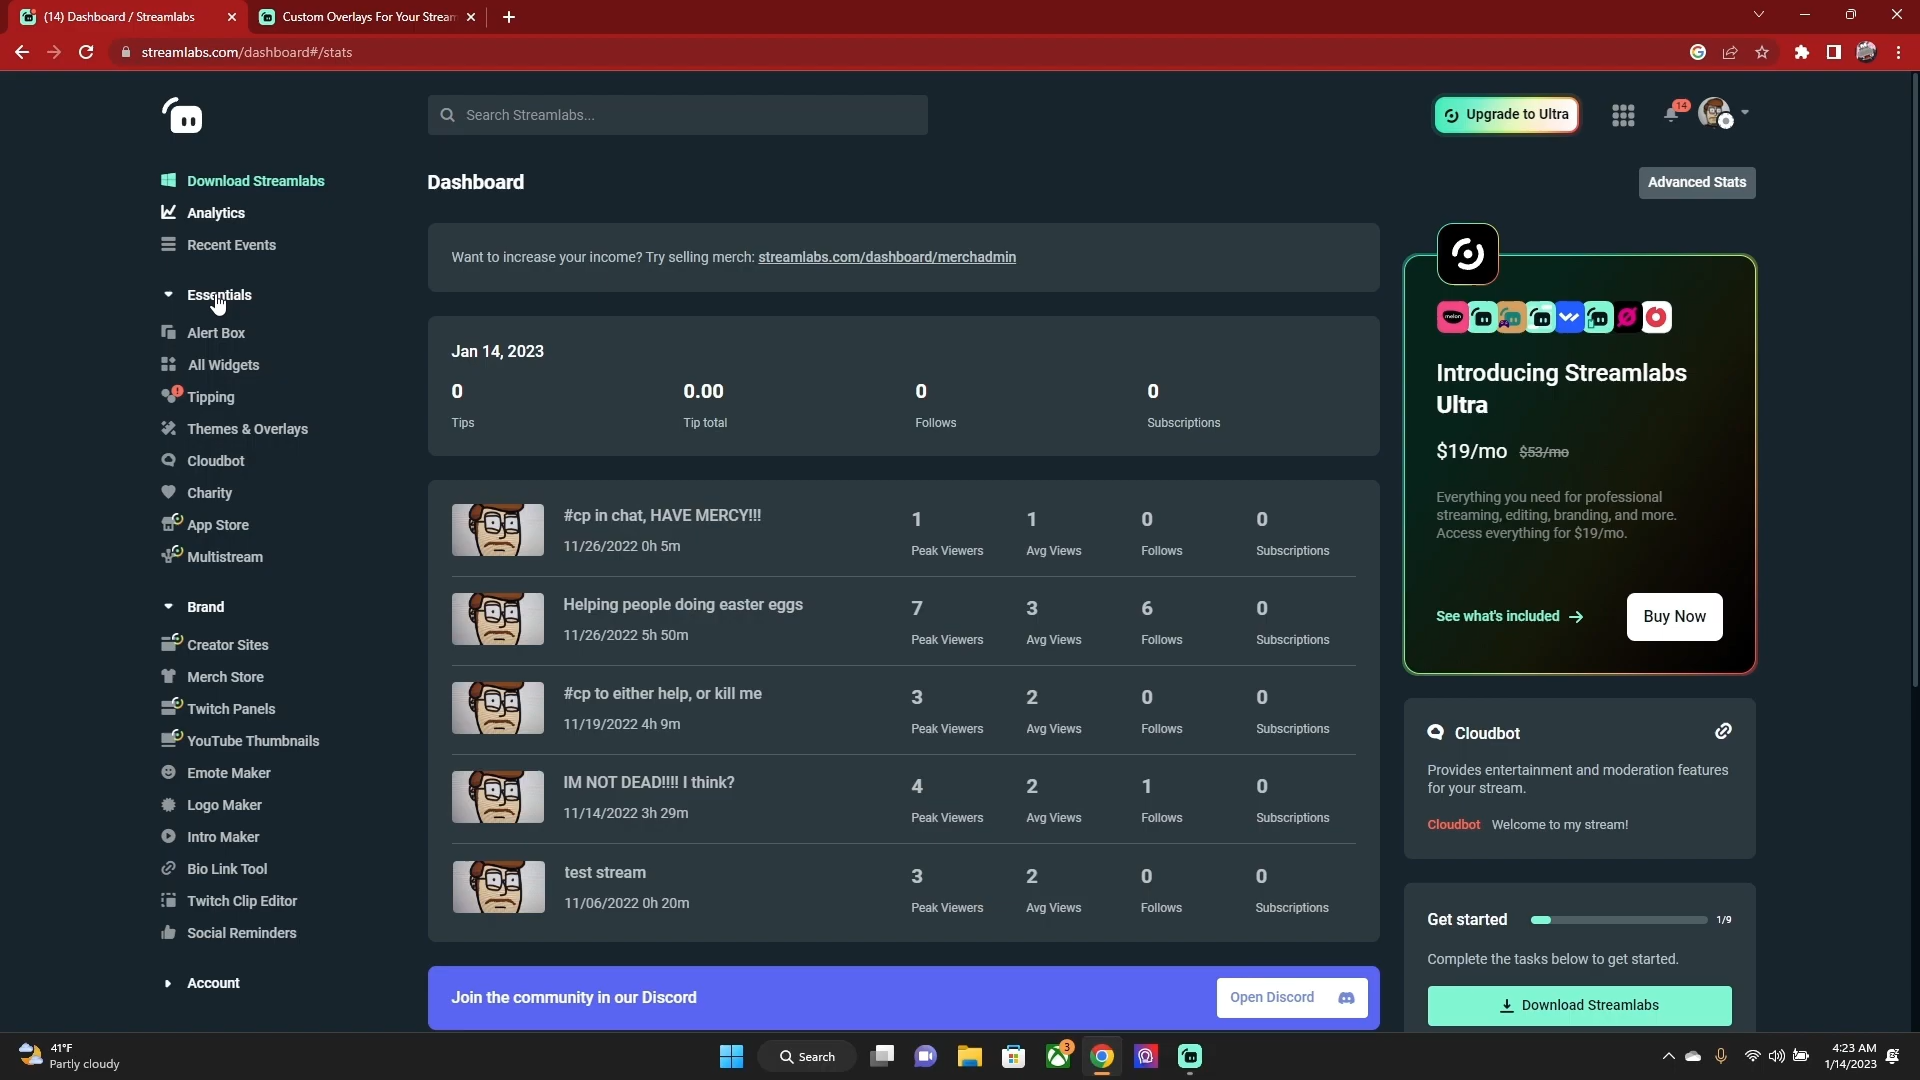 (14) Dashboard / Streamlabs
Custom Overlays For Your Stream
streamlabs.com/dashboard#/stats
Search Streamlabs...
Upgrade to Ultra
14
Download Streamlabs
Analytics
Recent Events
Essentials
Alert Box
All Widgets
Tipping
Themes & Overlays
Cloudbot
Charity
App Store
Multistream
Brand
Creator Sites
Merch Store
Twitch Panels
YouTube Thumbnails
Emote Maker
Logo Maker
Intro Maker
Bio Link Tool
Twitch Clip Editor
Social Reminders
Account
Dashboard
Advanced Stats
Want to increase your income? Try selling merch: streamlabs.com/dashboard/merchadmin
Jan 14, 2023
0 0.00 0 0
Tips Tip total Follows Subscriptions
#cp in chat, HAVE MERCY!!! 1 1 0 0
11/26/2022 0h 5m Peak Viewers Avg Views Follows Subscriptions
Helping people doing easter eggs 7 3 6 0
11/26/2022 5h 50m Peak Viewers Avg Views Follows Subscriptions
#cp to either help, or kill me 3 2 0 0
11/19/2022 4h 9m Peak Viewers Avg Views Follows Subscriptions
IM NOT DEAD!!!! I think? 4 2 1 0
11/14/2022 3h 29m Peak Viewers Avg Views Follows Subscriptions
test stream 3 2 0 0
11/06/2022 0h 20m Peak Viewers Avg Views Follows Subscriptions
Join the community in our Discord
Open Discord
melon
Introducing Streamlabs
Ultra
$19/mo $53/mo
Everything you need for professional
streaming, editing, branding, and more.
Access everything for $19/mo.
See what's included
Buy Now
Cloudbot
Provides entertainment and moderation features
for your stream.
Cloudbot Welcome to my stream!
Get started 1/9
Complete the tasks below to get started.
Download Streamlabs
41°F
Partly cloudy
Search
3
4:23 AM
1/14/2023